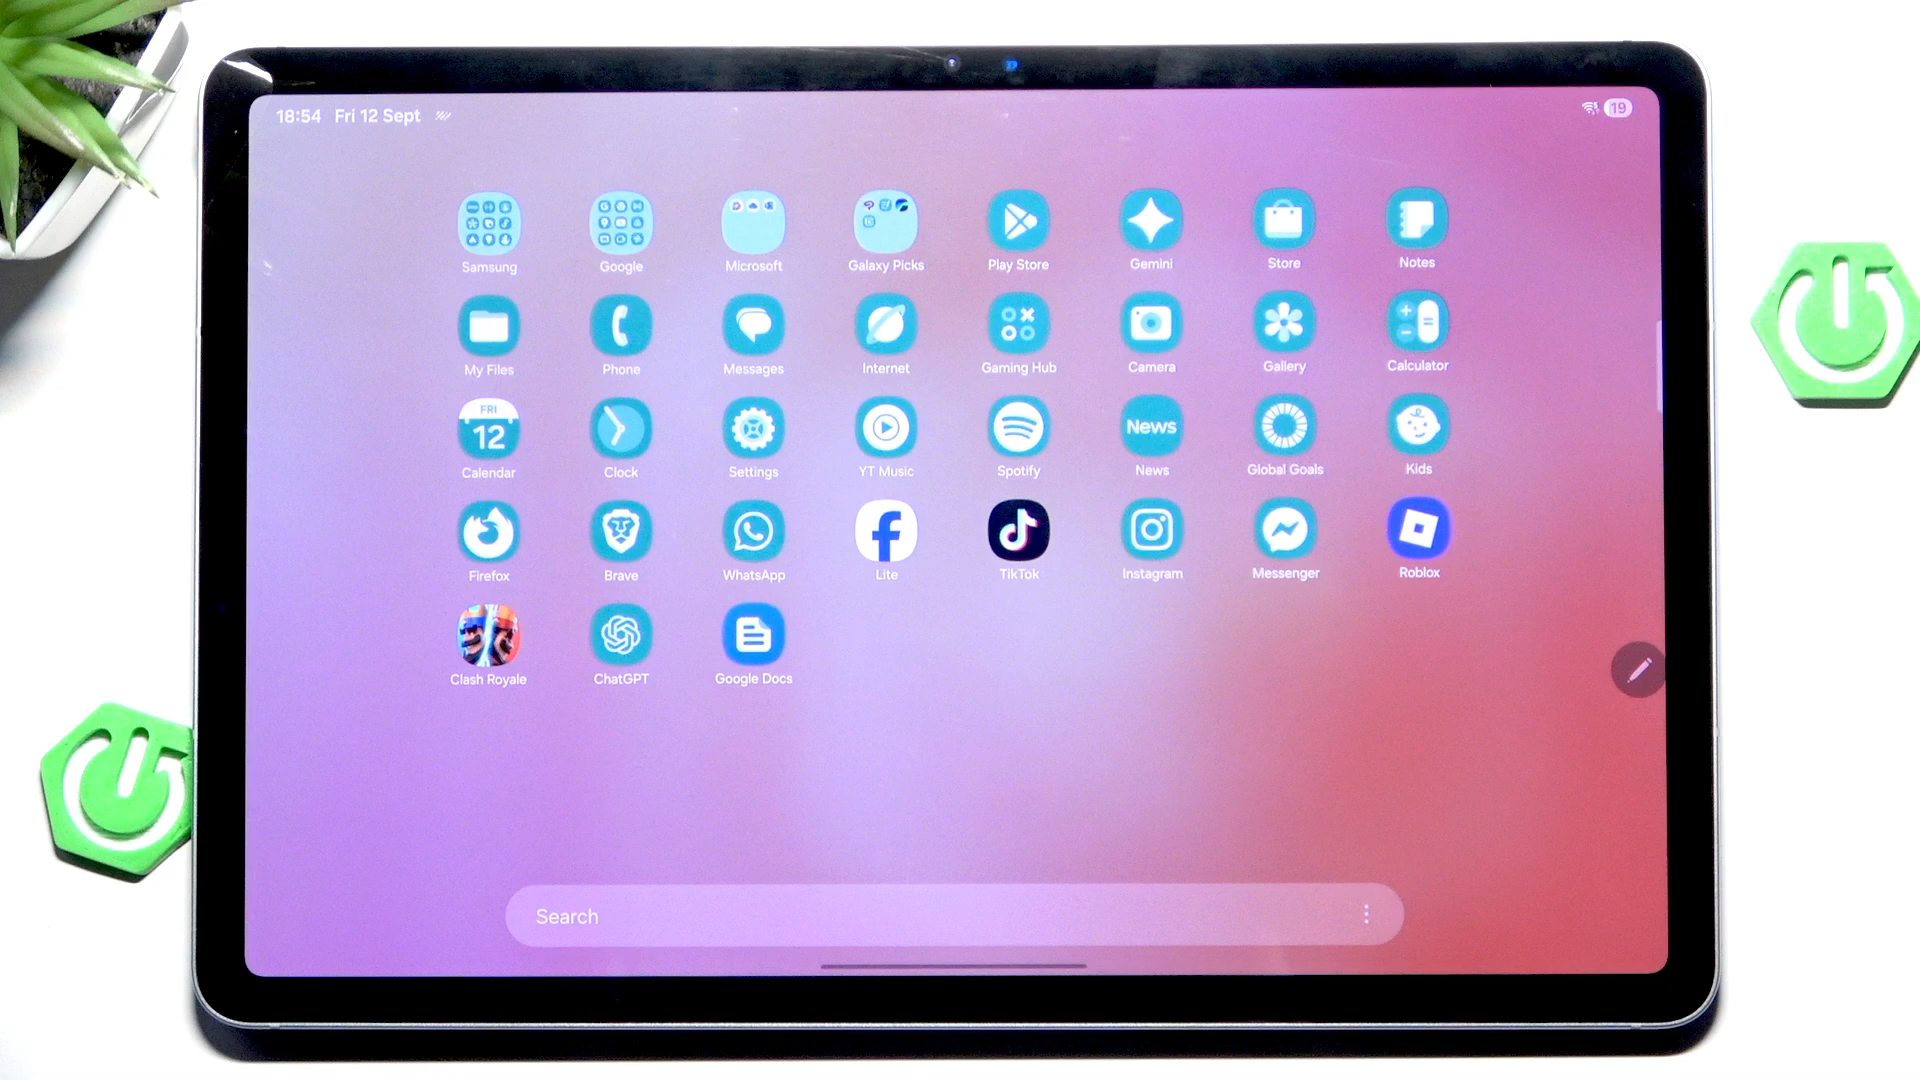 18:54 Fri 12 Sept
19
Samsung Google Microsoft Galaxy Picks Play Store Gemini Store Notes
My Files Phone Messages Internet Gaming Hub Camera Gallery Calculator
FRI
12
News
Calendar Clock Settings YT Music Spotify News Global Goals Kids
Firefox Brave WhatsApp Lite TikTok Instagram Messenger Roblox
Clash Royale ChatGPT Google Docs
Search